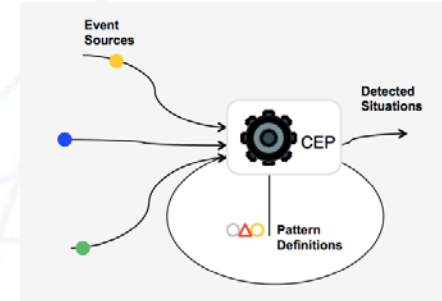 Event
Sources
Detected
Situations
CEP
Pattern
Definitions